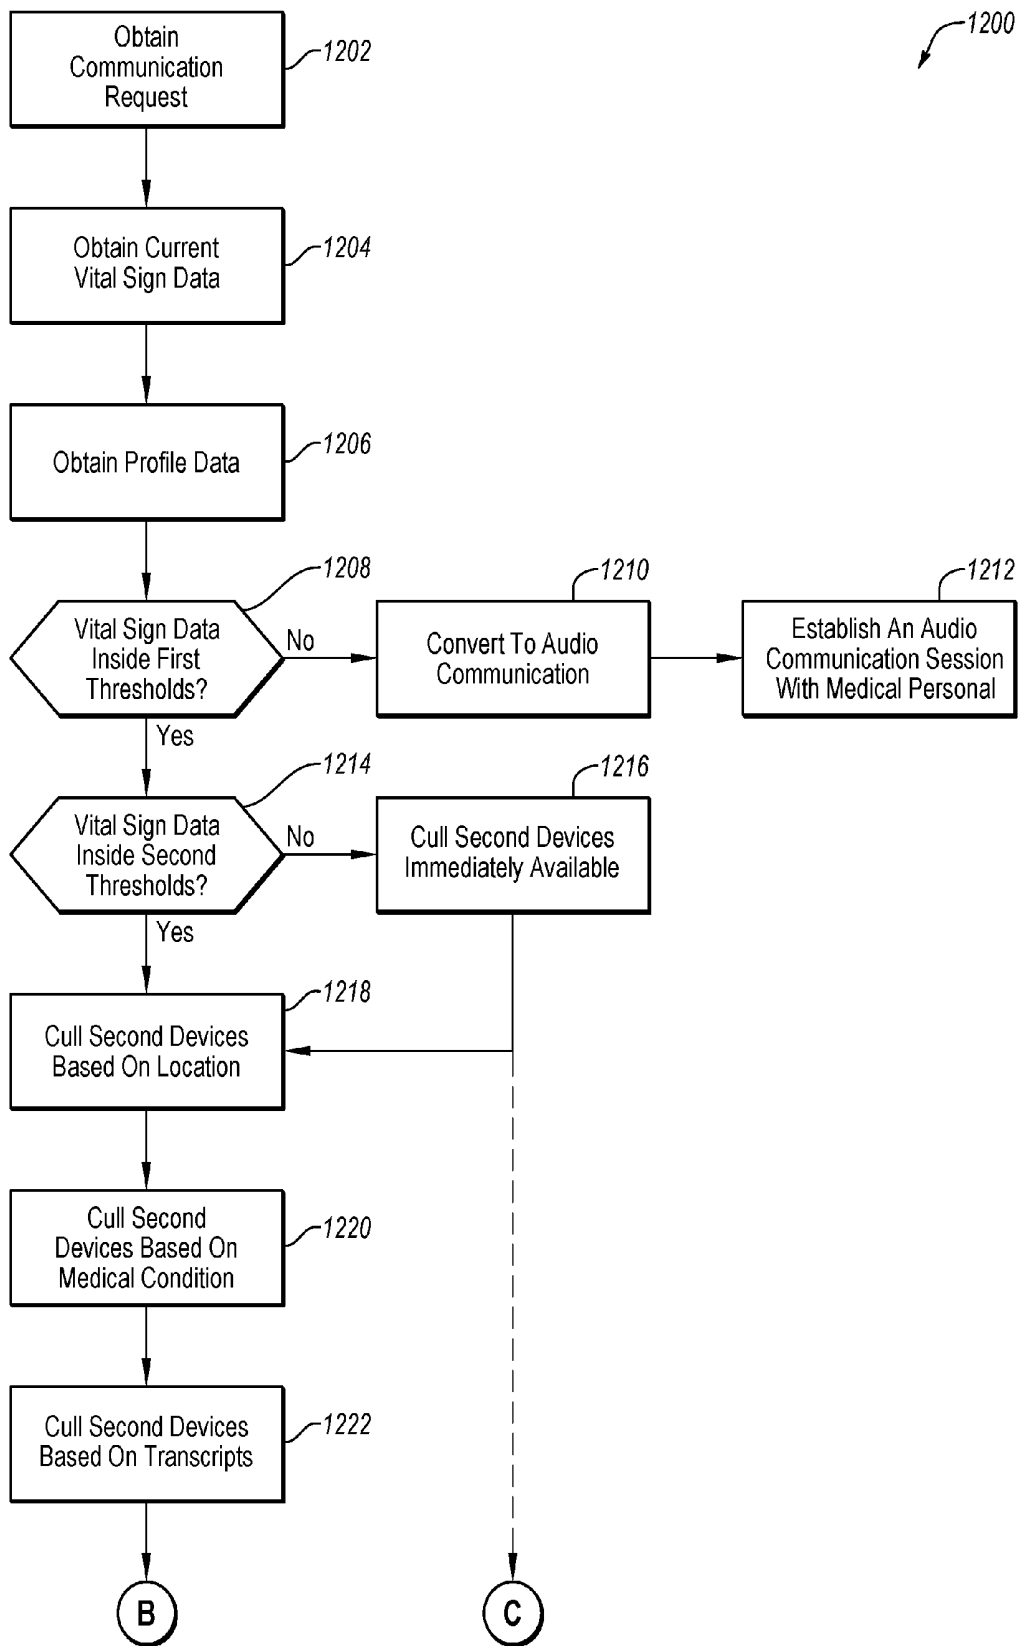 1200
Obtain
Communication
Request
1202
Obtain Current
Vital Sign Data
1204
Obtain Profile Data
1206
Vital Sign Data
Inside First
Thresholds?
1208
No
Yes
Convert To Audio
Communication
1210
Establish An Audio
Communication Session
With Medical Personal
1212
Vital Sign Data
Inside Second
Thresholds?
1214
No
Yes
Cull Second Devices
Immediately Available
1216
Cull Second Devices
Based On Location
1218
Cull Second
Devices Based On
Medical Condition
1220
Cull Second Devices
Based On Transcripts
1222
B
C